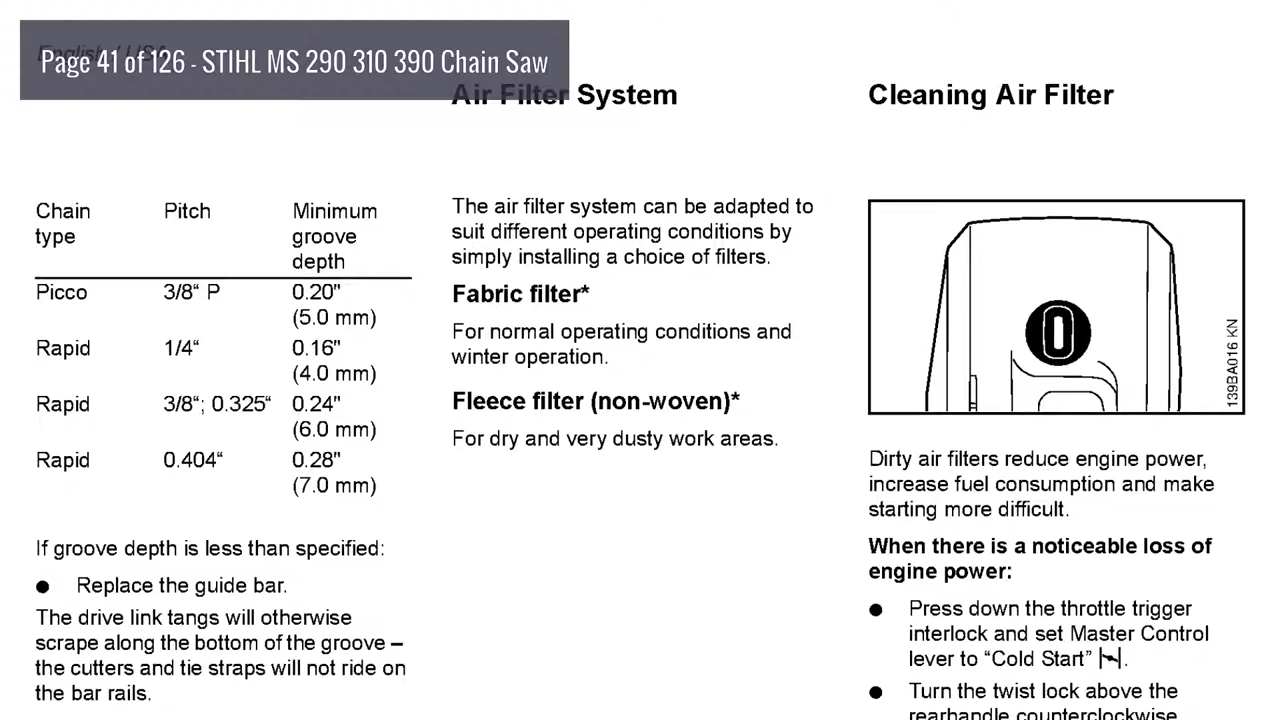 English / USA
Page 41 of 126 - STIHL MS 290 310 390 Chain Saw
Chain type Pitch Minimum groove depth
Picco 3/8“ P 0.20" (5.0 mm)
Rapid 1/4“ 0.16" (4.0 mm)
Rapid 3/8“; 0.325“ 0.24" (6.0 mm)
Rapid 0.404“ 0.28" (7.0 mm)
If groove depth is less than specified:
● Replace the guide bar.
The drive link tangs will otherwise
scrape along the bottom of the groove –
the cutters and tie straps will not ride on
the bar rails.
Air Filter System
The air filter system can be adapted to
suit different operating conditions by
simply installing a choice of filters.
Fabric filter*
For normal operating conditions and
winter operation.
Fleece filter (non-woven)*
For dry and very dusty work areas.
Cleaning Air Filter
139BA016 KN
Dirty air filters reduce engine power,
increase fuel consumption and make
starting more difficult.
When there is a noticeable loss of
engine power:
● Press down the throttle trigger
interlock and set Master Control
lever to “Cold Start” .
● Turn the twist lock above the
rearhandle counterclockwise